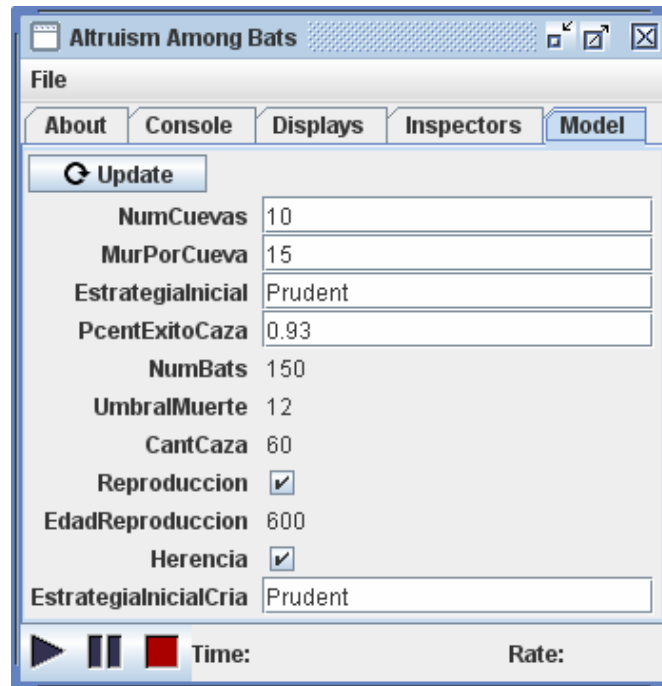 Altruism Among Bats
File
About Console Displays Inspectors Model
Update
NumCuevas 10
MurPorCueva 15
EstrategiaInicial Prudent
PcentExitoCaza 0.93
NumBats 150
UmbralMuerte 12
CantCaza 60
Reproduccion
EdadReproduccion 600
Herencia
EstrategiaInicialCria Prudent
Time: Rate: